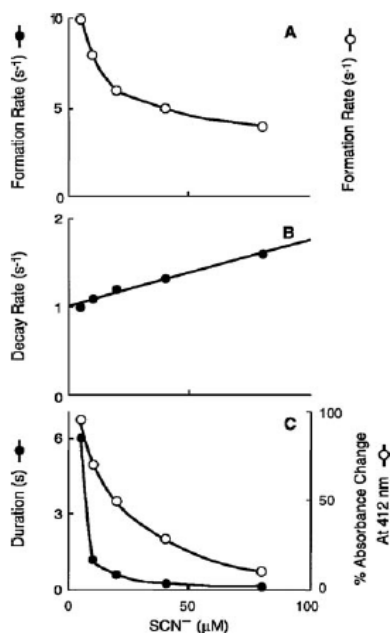 Formation Rate (s⁻¹)
Formation Rate (s⁻¹)
A
10
5
0
Decay Rate (s⁻¹)
B
2
1
0
Duration (s)
% Absorbance Change
At 412 nm
C
6
3
0
100
50
0
0 50 100
SCN⁻ (μM)